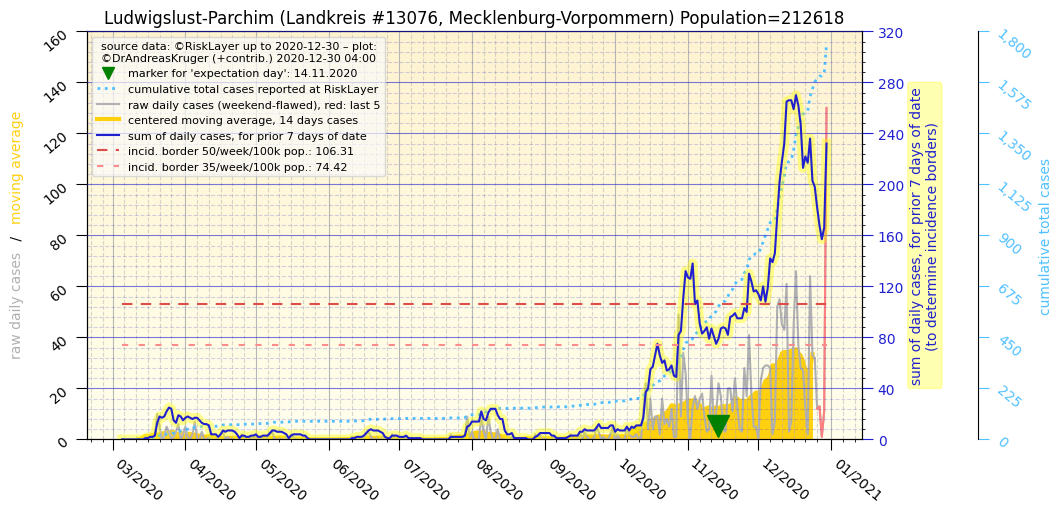 Ludwigslust-Parchim (Landkreis #13076, Mecklenburg-Vorpommern) Population=212618
source data: ©RiskLayer up to 2020-12-30 – plot:
©DrAndreasKruger (+contrib.) 2020-12-30 04:00
marker for 'expectation day': 14.11.2020
cumulative total cases reported at RiskLayer
raw daily cases (weekend-flawed), red: last 5
centered moving average, 14 days cases
sum of daily cases, for prior 7 days of date
incid. border 50/week/100k pop.: 106.31
incid. border 35/week/100k pop.: 74.42
raw daily cases / moving average
160
140
120
100
80
60
40
20
0
03/2020
04/2020
05/2020
06/2020
07/2020
08/2020
09/2020
10/2020
11/2020
12/2020
01/2021
320
280
240
200
160
120
80
40
0
sum of daily cases, for prior 7 days of date
(to determine incidence borders)
1,800
1,575
1,350
1,125
900
675
450
225
0
cumulative total cases